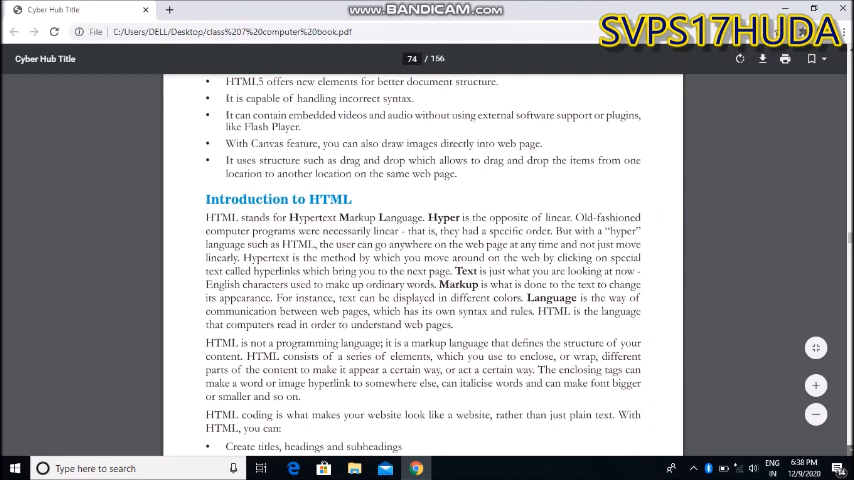 Cyber Hub Title
www.BANDICAM.com
SVPS17HUDA
File
C:/Users/DELL/Desktop/class%207%20computer%20book.pdf
Cyber Hub Title
74 / 156
• HTML5 offers new elements for better document structure.
• It is capable of handling incorrect syntax.
• It can contain embedded videos and audio without using external software support or plugins,
like Flash Player.
• With Canvas feature, you can also draw images directly into web page.
• It uses structure such as drag and drop which allows to drag and drop the items from one
location to another location on the same web page.
Introduction to HTML
HTML stands for Hypertext Markup Language. Hyper is the opposite of linear. Old-fashioned
computer programs were necessarily linear - that is, they had a specific order. But with a “hyper”
language such as HTML, the user can go anywhere on the web page at any time and not just move
linearly. Hypertext is the method by which you move around on the web by clicking on special
text called hyperlinks which bring you to the next page. Text is just what you are looking at now -
English characters used to make up ordinary words. Markup is what is done to the text to change
its appearance. For instance, text can be displayed in different colors. Language is the way of
communication between web pages, which has its own syntax and rules. HTML is the language
that computers read in order to understand web pages.
HTML is not a programming language; it is a markup language that defines the structure of your
content. HTML consists of a series of elements, which you use to enclose, or wrap, different
parts of the content to make it appear a certain way, or act a certain way. The enclosing tags can
make a word or image hyperlink to somewhere else, can italicise words and can make font bigger
or smaller and so on.
HTML coding is what makes your website look like a website, rather than just plain text. With
HTML, you can:
• Create titles, headings and subheadings
Type here to search
ENG
IN
6:38 PM
12/9/2020
14